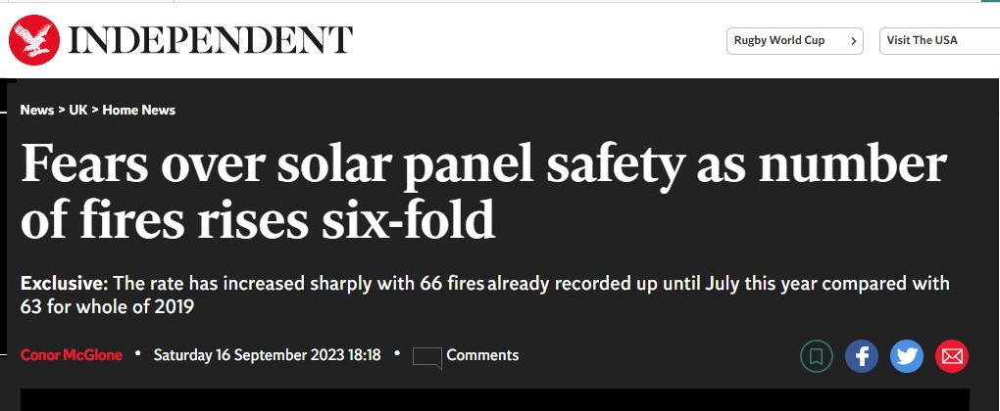 INDEPENDENT
Rugby World Cup
Visit The USA
News > UK > Home News
Fears over solar panel safety as number
of fires rises six-fold
Exclusive: The rate has increased sharply with 66 fires already recorded up until July this year compared with
63 for whole of 2019
Conor McGlone • Saturday 16 September 2023 18:18 • Comments